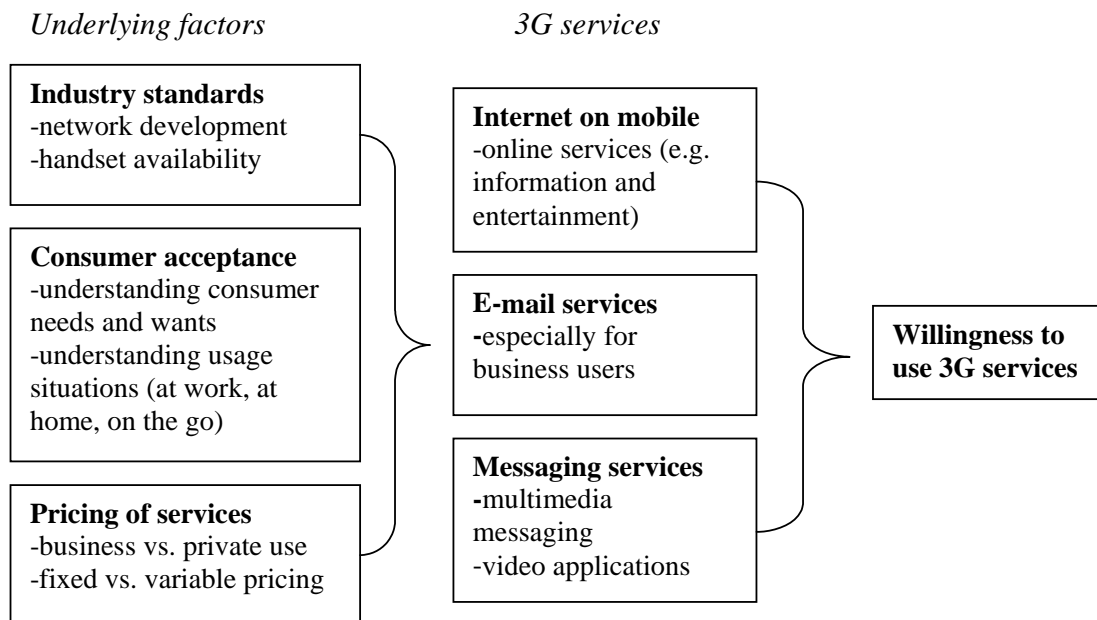 Underlying factors
3G services
Industry standards
-network development
-handset availability
Consumer acceptance
-understanding consumer
needs and wants
-understanding usage
situations (at work, at
home, on the go)
Pricing of services
-business vs. private use
-fixed vs. variable pricing
Internet on mobile
-online services (e.g.
information and
entertainment)
E-mail services
-especially for
business users
Messaging services
-multimedia
messaging
-video applications
Willingness to
use 3G services